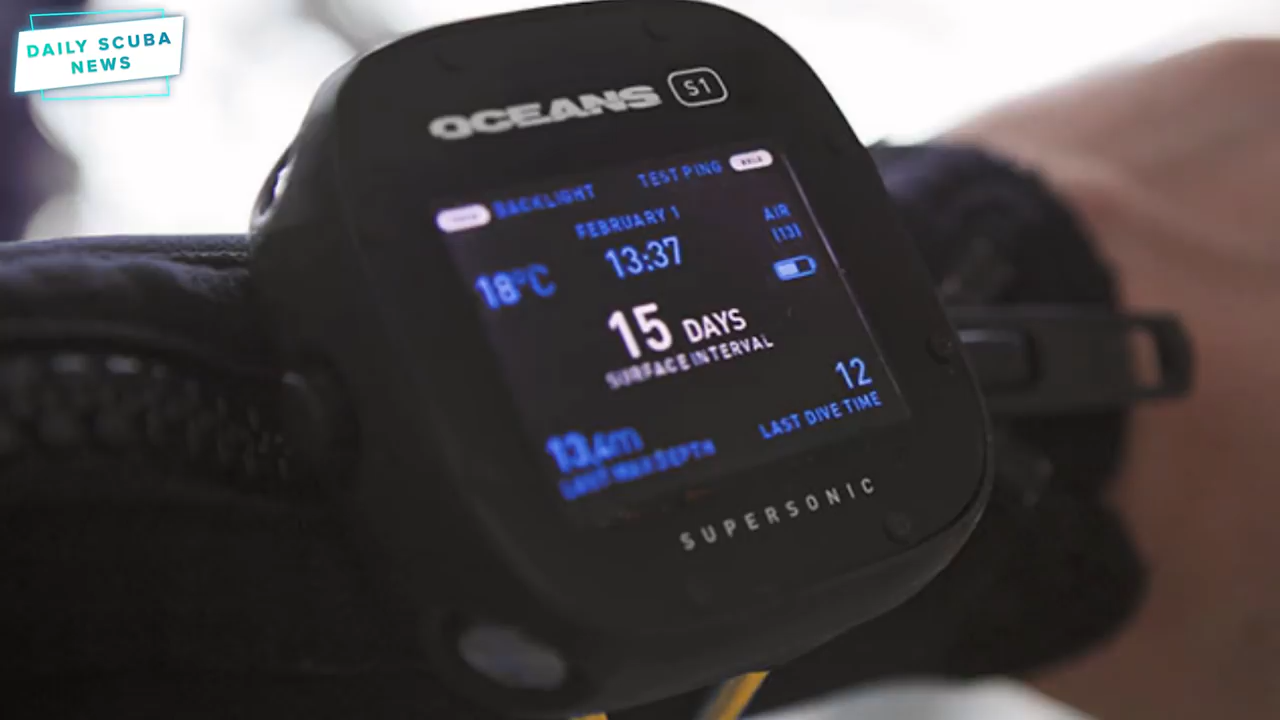 DAILY SCUBA
NEWS
OCEANS S1
BACKLIGHT TEST PING HOLD
FEBRUARY 1
AIR
18°C 13:37 (13)
15 DAYS
SURFACE INTERVAL
12
LAST DIVE TIME
13.4m
LAST MAX DEPTH
SUPERSONIC